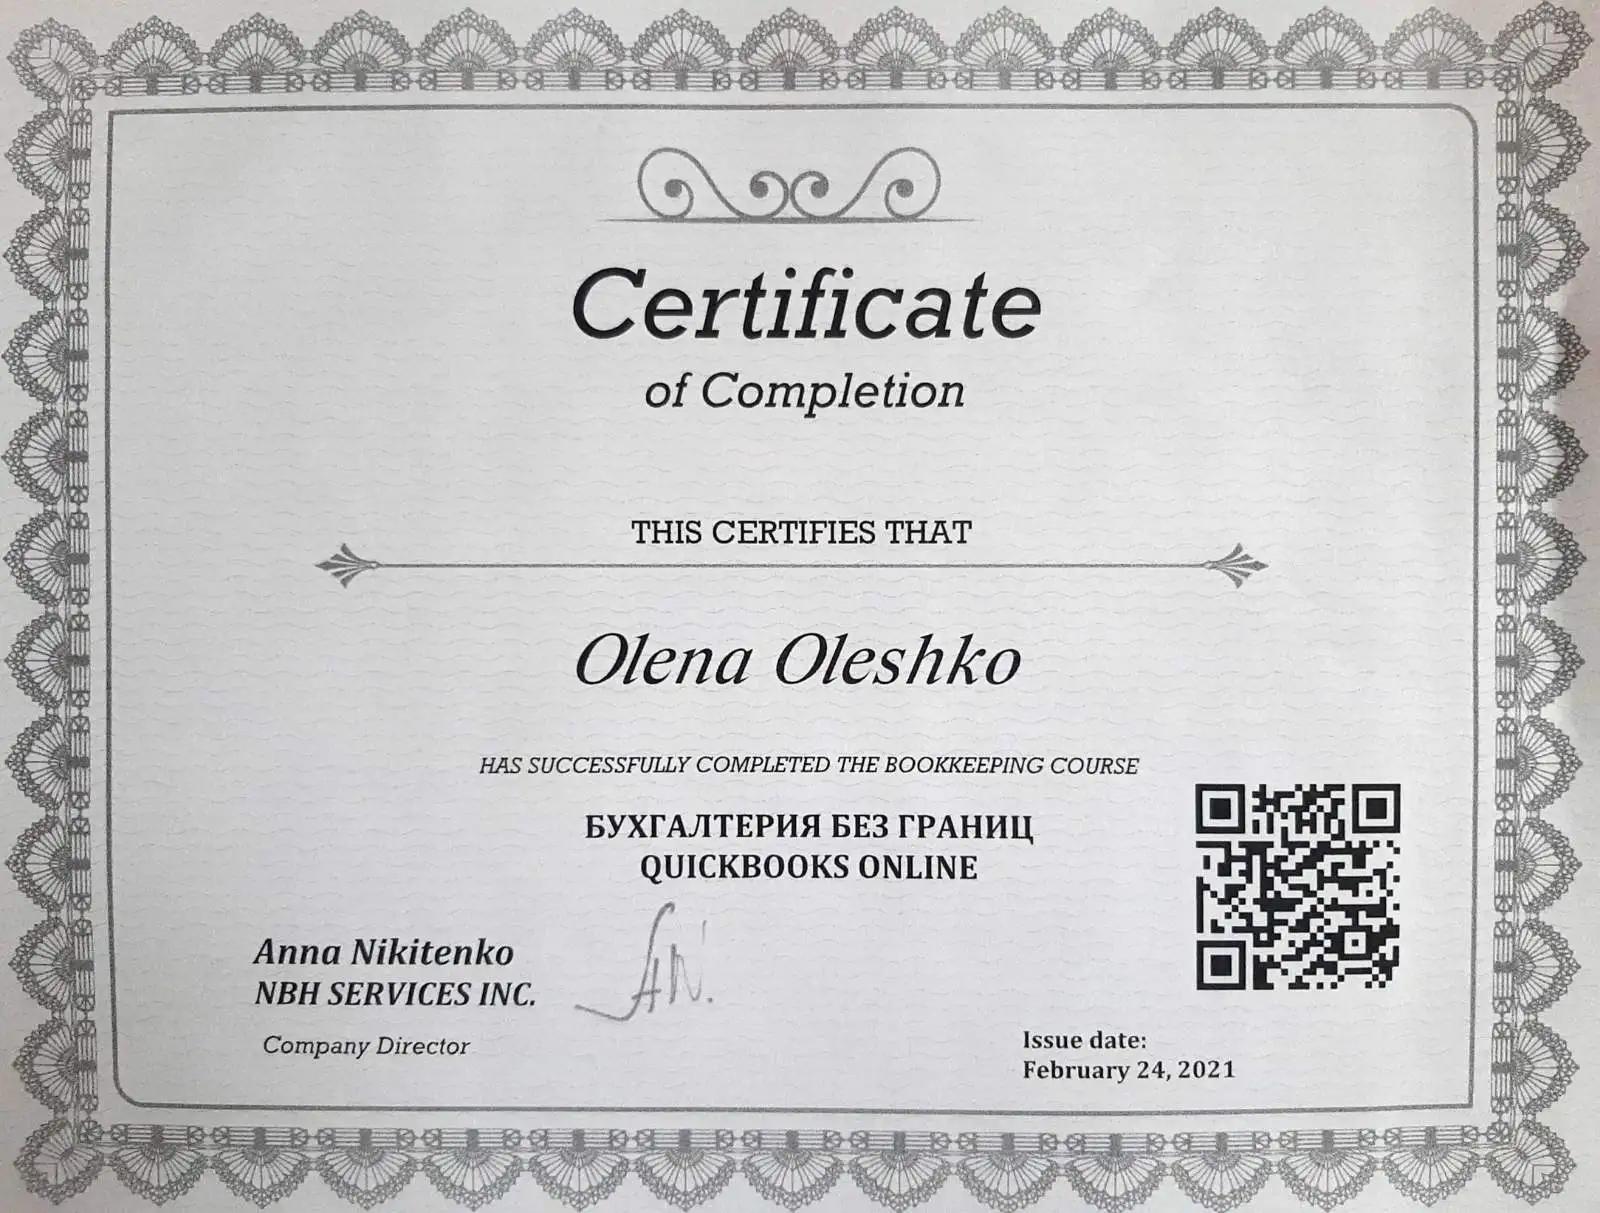 Certificate
of Completion
THIS CERTIFIES THAT
Olena Oleshko
HAS SUCCESSFULLY COMPLETED THE BOOKKEEPING COURSE
БУХГАЛТЕРИЯ БЕЗ ГРАНИЦ
QUICKBOOKS ONLINE
Anna Nikitenko
NBH SERVICES INC.
Company Director
AN.
Issue date:
February 24, 2021